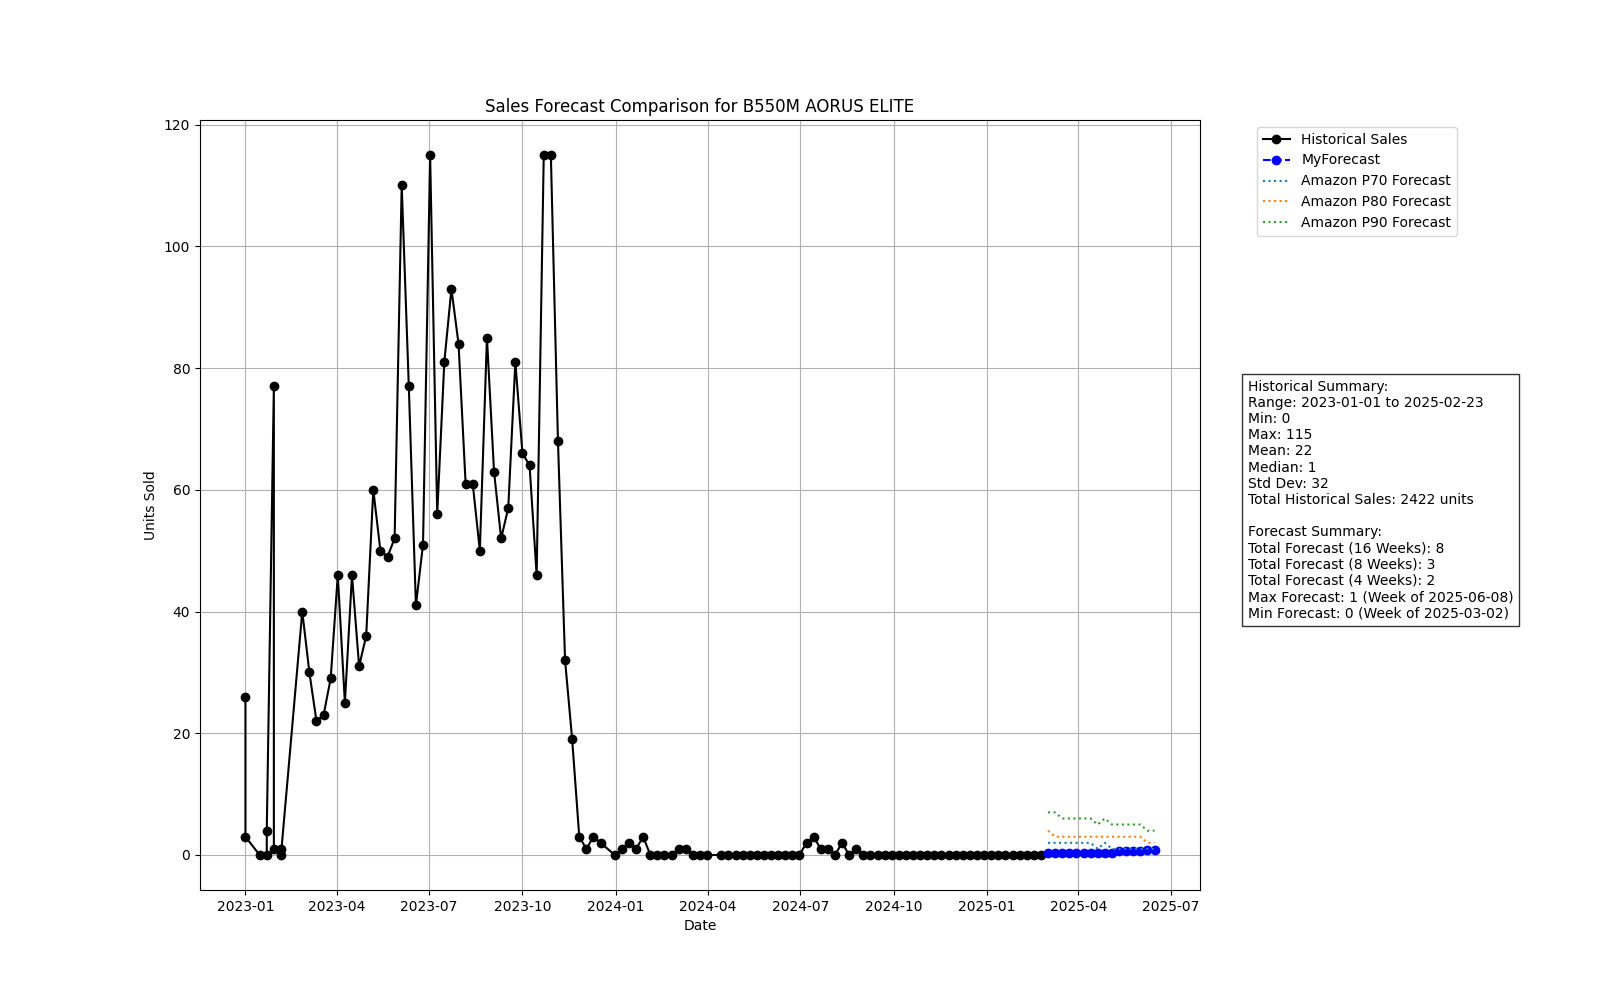 Sales Forecast Comparison for B550M AORUS ELITE
120
100
80
60
40
20
0
Units Sold
2023-01 2023-04 2023-07 2023-10 2024-01 2024-04 2024-07 2024-10 2025-01 2025-04 2025-07
Date
Historical Sales
MyForecast
Amazon P70 Forecast
Amazon P80 Forecast
Amazon P90 Forecast
Historical Summary:
Range: 2023-01-01 to 2025-02-23
Min: 0
Max: 115
Mean: 22
Median: 1
Std Dev: 32
Total Historical Sales: 2422 units
Forecast Summary:
Total Forecast (16 Weeks): 8
Total Forecast (8 Weeks): 3
Total Forecast (4 Weeks): 2
Max Forecast: 1 (Week of 2025-06-08)
Min Forecast: 0 (Week of 2025-03-02)